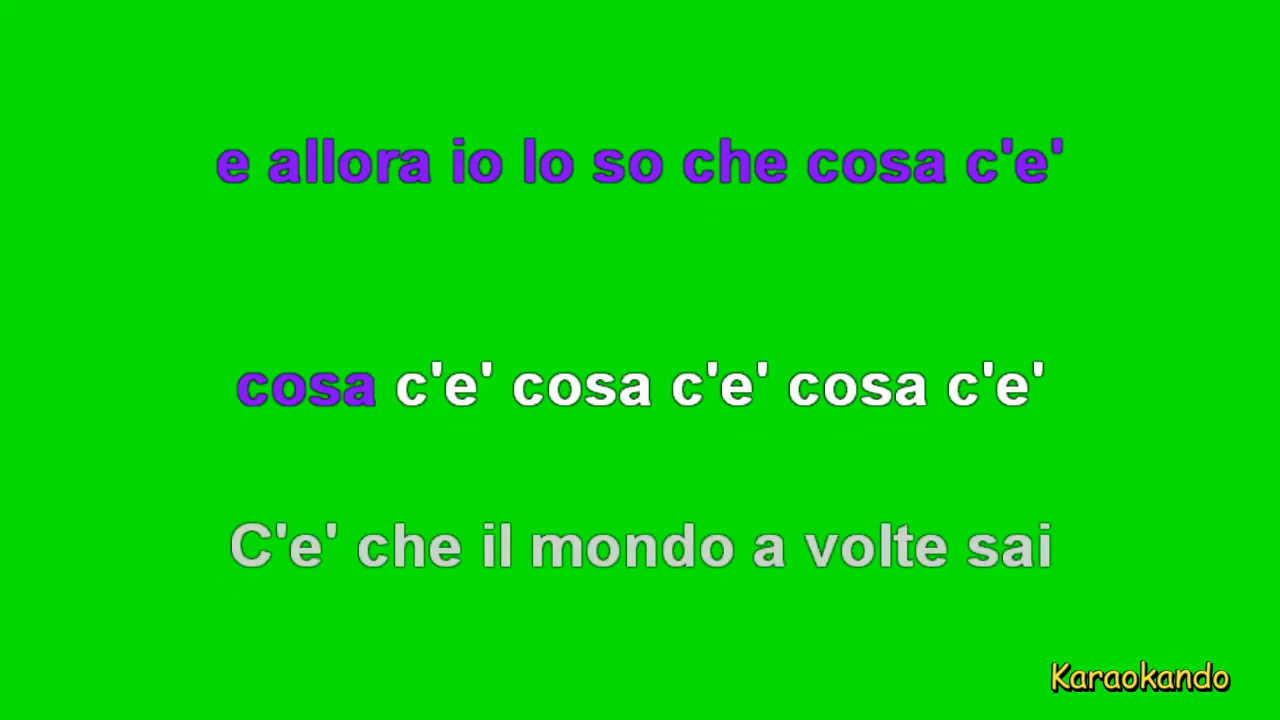 e allora io lo so che cosa c'e'
cosa c'e' cosa c'e' cosa c'e'
C'e' che il mondo a volte sai
Karaokando